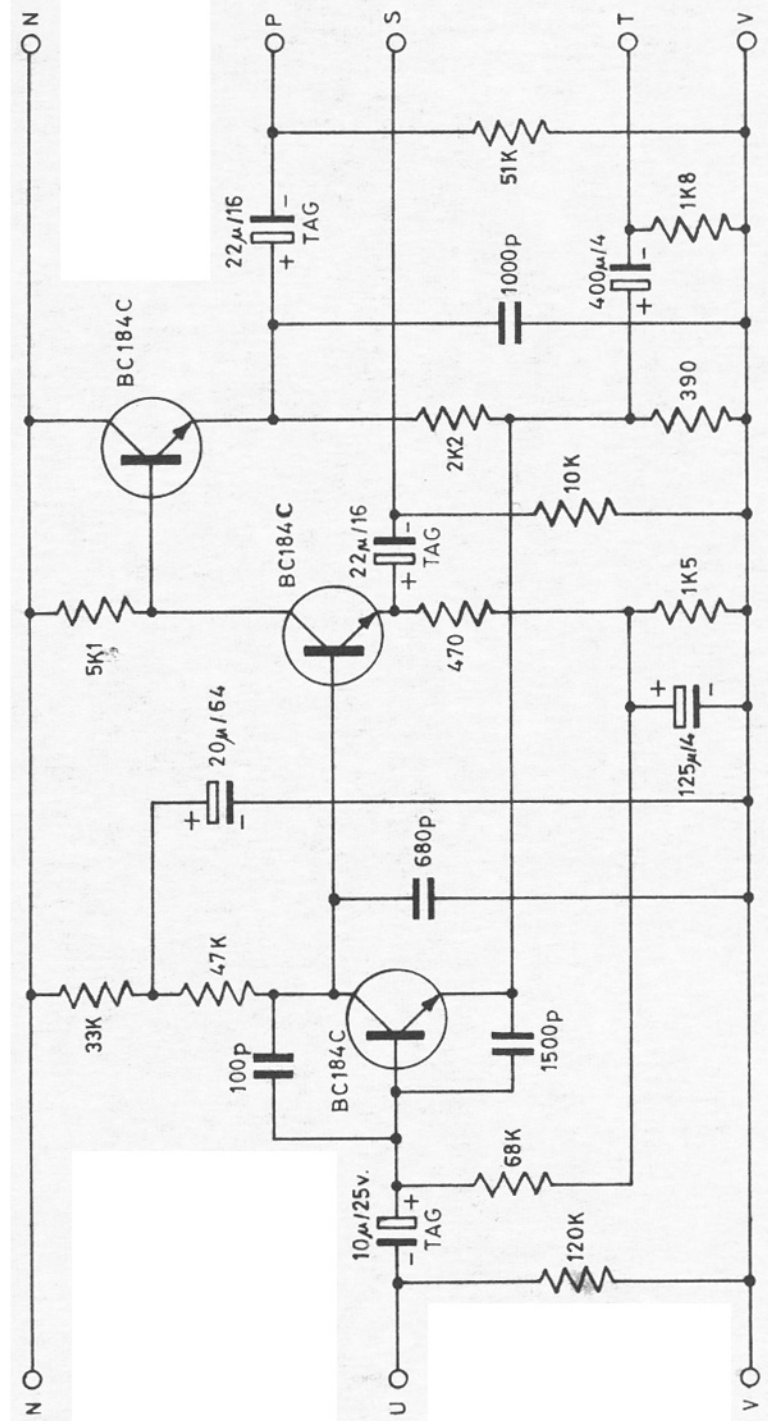 N
P
S
T
V
22μ/16
+
-
TAG
51K
1000p
400μ/4
+
-
1K8
BC184C
2K2
390
10K
22μ/16
+
-
TAG
BC184C
5K1
470
1K5
125μ/4
+
-
20μ/64
+
-
680p
33K
47K
100p
BC184C
1500p
68K
10μ/25v.
-
+
TAG
120K
N
U
V